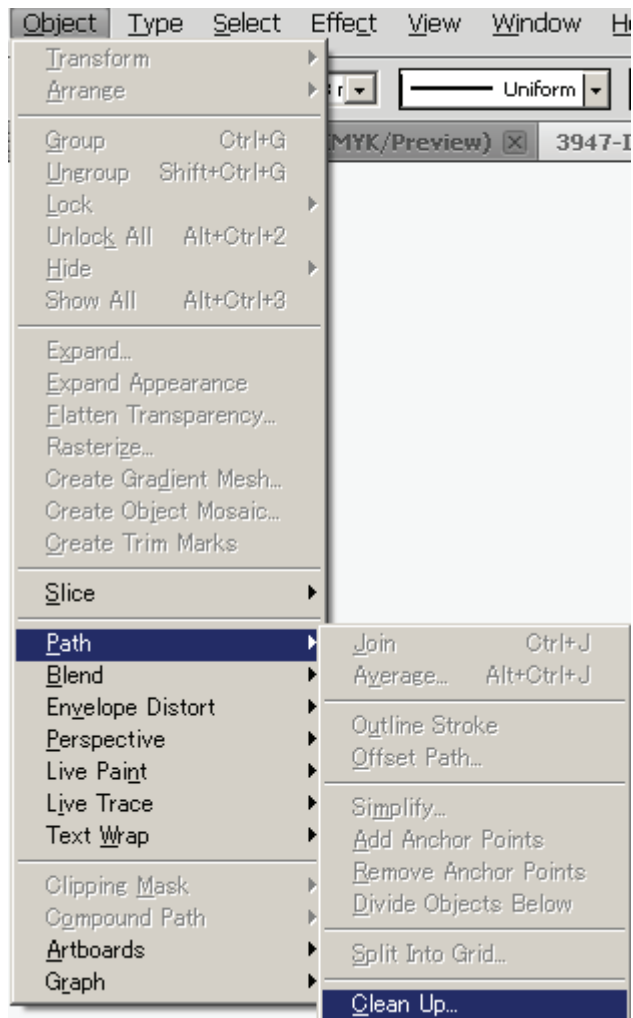 Object Type Select Effect View Window
Transform
Arrange
Uniform
Group Ctrl+G
MYK/Preview) 3947-
Ungroup Shift+Ctrl+G
Lock
Unlock All Alt+Ctrl+2
Hide
Show All Alt+Ctrl+3
Expand...
Expand Appearance
Flatten Transparency...
Rasterize...
Create Gradient Mesh...
Create Object Mosaic...
Create Trim Marks
Slice
Path
Blend
Envelope Distort
Perspective
Live Paint
Live Trace
Text Wrap
Clipping Mask
Compound Path
Artboards
Graph
Join Ctrl+J
Average... Alt+Ctrl+J
Outline Stroke
Offset Path...
Simplify...
Add Anchor Points
Remove Anchor Points
Divide Objects Below
Split Into Grid...
Clean Up...